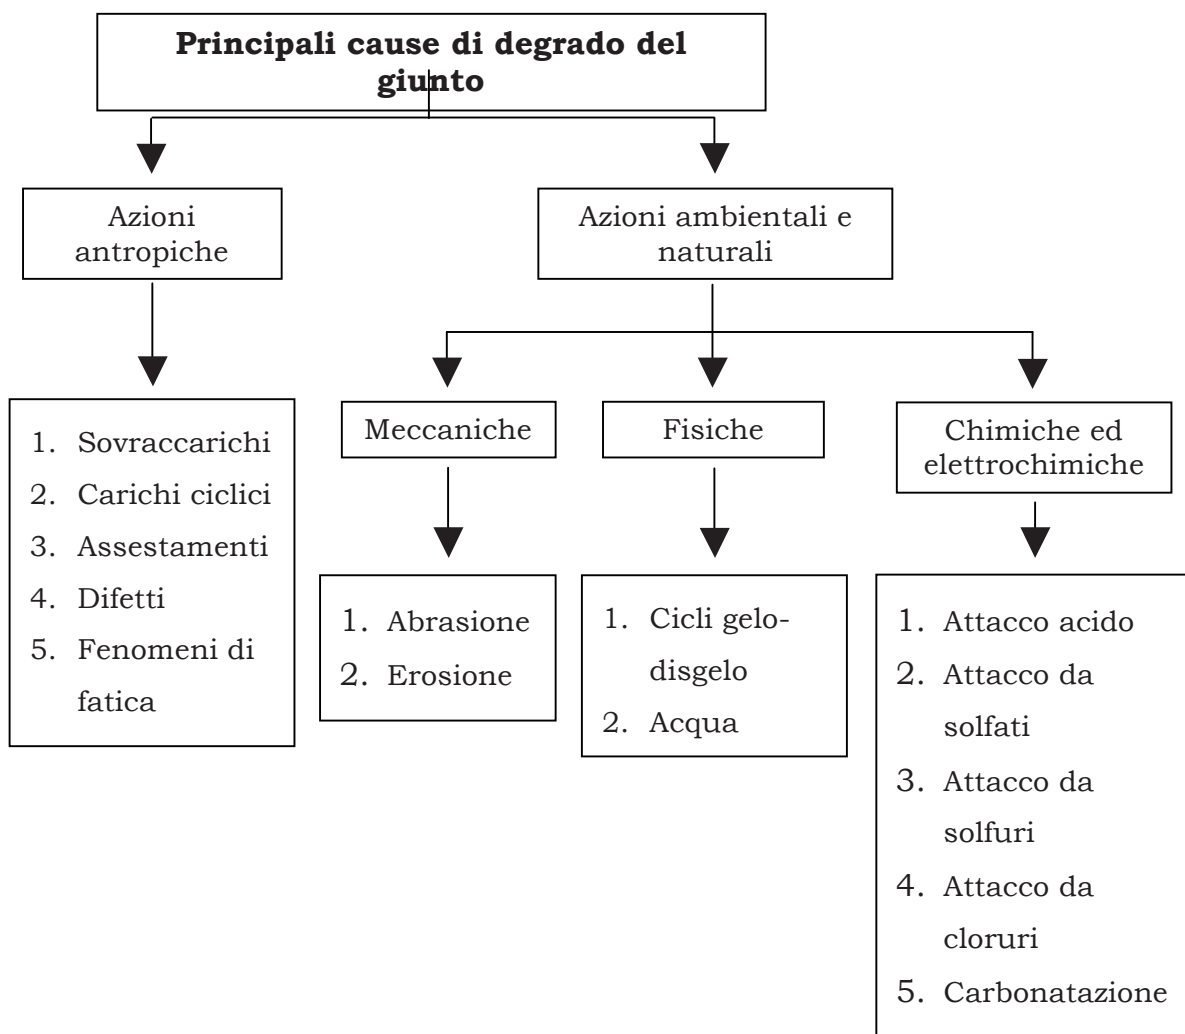 Principali cause di degrado del
giunto
Azioni
antropiche
Azioni ambientali e
naturali
1. Sovraccarichi
2. Carichi ciclici
3. Assestamenti
4. Difetti
5. Fenomeni di
fatica
Meccaniche
Fisiche
Chimiche ed
elettrochimiche
1. Abrasione
2. Erosione
1. Cicli gelo-
disgelo
2. Acqua
1. Attacco acido
2. Attacco da
solfati
3. Attacco da
solfuri
4. Attacco da
cloruri
5. Carbonatazione